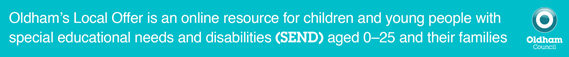 Oldham's Local Offer is an online resource for children and young people with
special educational needs and disabilities (SEND) aged 0–25 and their families
Oldham
Council